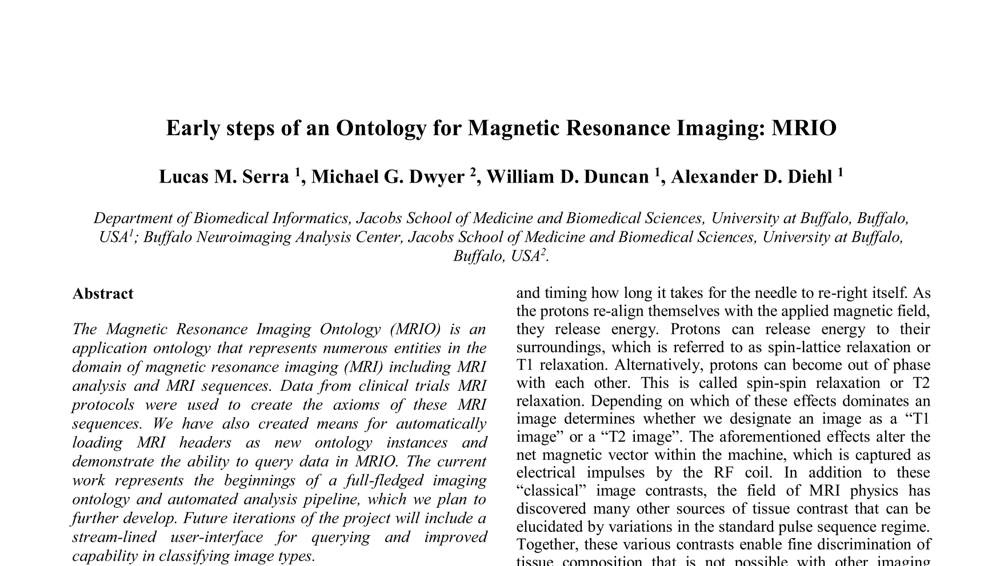 Early steps of an Ontology for Magnetic Resonance Imaging: MRIO
Lucas M. Serra 1, Michael G. Dwyer 2, William D. Duncan 1, Alexander D. Diehl 1
Department of Biomedical Informatics, Jacobs School of Medicine and Biomedical Sciences, University at Buffalo, Buffalo,
USA1; Buffalo Neuroimaging Analysis Center, Jacobs School of Medicine and Biomedical Sciences, University at Buffalo,
Buffalo, USA2.
Abstract
The Magnetic Resonance Imaging Ontology (MRIO) is an
application ontology that represents numerous entities in the
domain of magnetic resonance imaging (MRI) including MRI
analysis and MRI sequences. Data from clinical trials MRI
protocols were used to create the axioms of these MRI
sequences. We have also created means for automatically
loading MRI headers as new ontology instances and
demonstrate the ability to query data in MRIO. The current
work represents the beginnings of a full-fledged imaging
ontology and automated analysis pipeline, which we plan to
further develop. Future iterations of the project will include a
stream-lined user-interface for querying and improved
capability in classifying image types.
and timing how long it takes for the needle to re-right itself. As
the protons re-align themselves with the applied magnetic field,
they release energy. Protons can release energy to their
surroundings, which is referred to as spin-lattice relaxation or
T1 relaxation. Alternatively, protons can become out of phase
with each other. This is called spin-spin relaxation or T2
relaxation. Depending on which of these effects dominates an
image determines whether we designate an image as a “T1
image” or a “T2 image”. The aforementioned effects alter the
net magnetic vector within the machine, which is captured as
electrical impulses by the RF coil. In addition to these
“classical” image contrasts, the field of MRI physics has
discovered many other sources of tissue contrast that can be
elucidated by variations in the standard pulse sequence regime.
Together, these various contrasts enable fine discrimination of
tissue composition that is not possible with other imaging